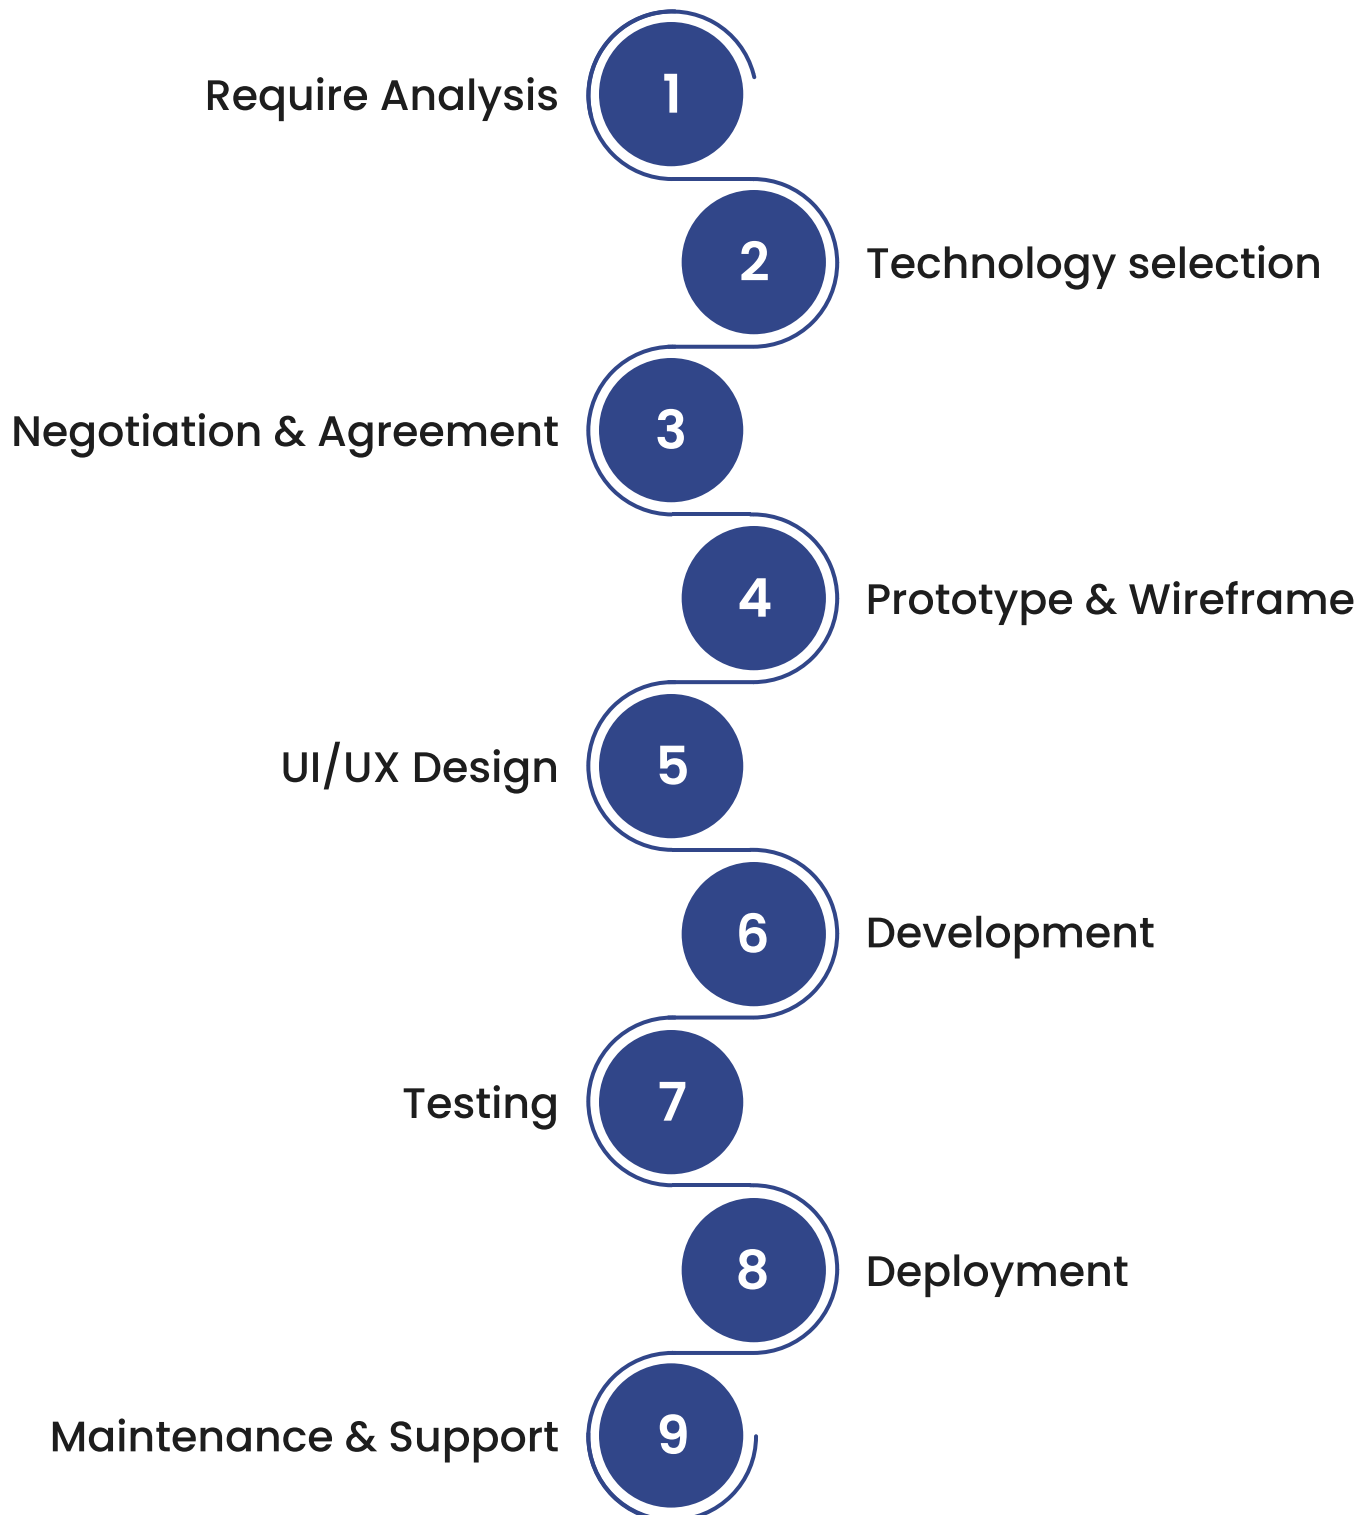 Require Analysis
1
2
Technology selection
Negotiation & Agreement
3
4
Prototype & Wireframe
UI/UX Design
5
6
Development
Testing
7
8
Deployment
Maintenance & Support
9